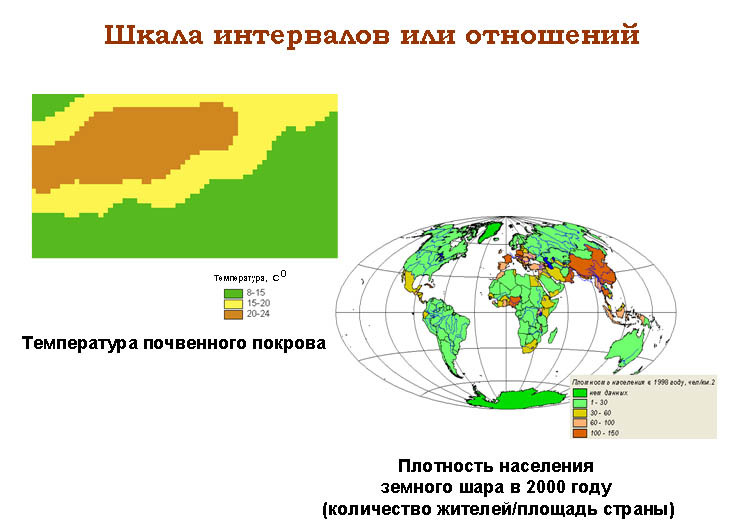 Шкала интервалов или отношений
Температура, С0
8-15
15-20
20-24
Температура почвенного покрова
Плотность населения в 1998 году, чел/км.2
нет данных
1 - 30
30 - 60
60 - 100
100 - 150
Плотность населения
земного шара в 2000 году
(количество жителей/площадь страны)